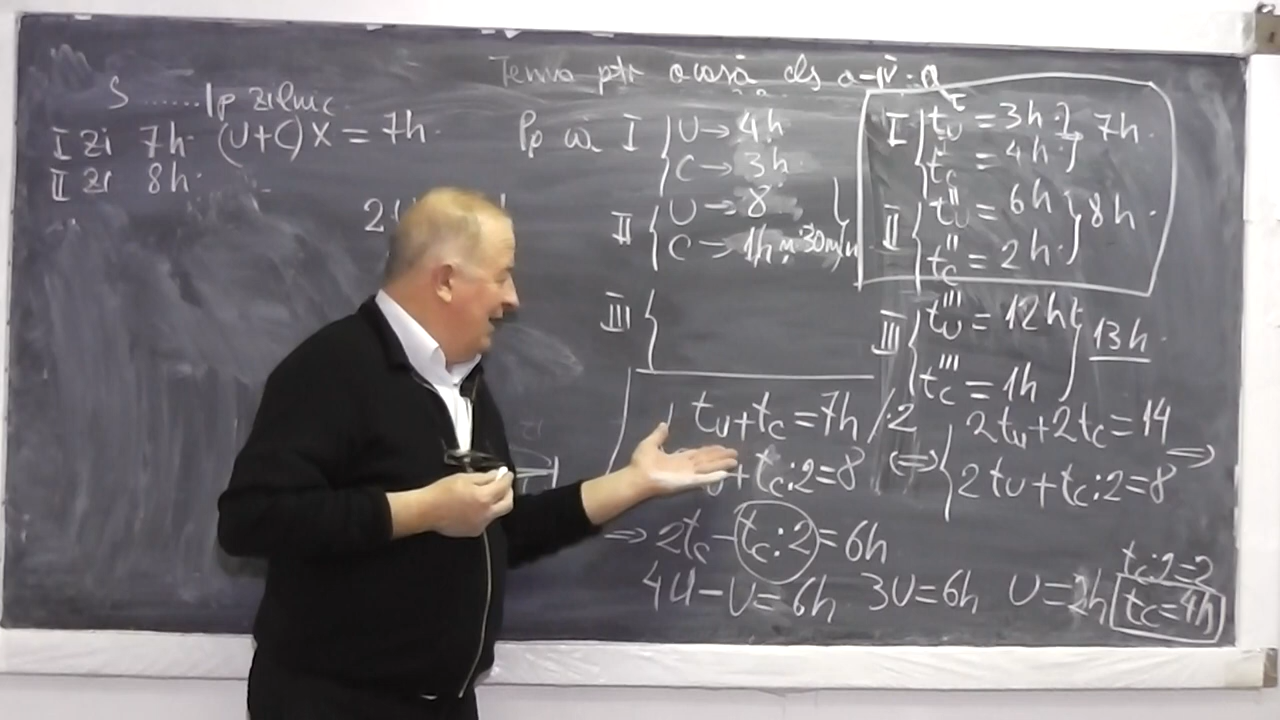 Tema ptr acasă cls a-IV-a
S ......1p zilnic
I zi 7h (U+C)X = 7h
II zi 8h
Pp că I { U → 4h
C → 3h
II { U → 8
C → 1h și 30min
III {
I { t'u = 3h } 7h
t'c = 4h
II { t''u = 6h } 8h
t''c = 2h
III { t'''u = 12h } 13h
t'''c = 1h
tu+tc=7h /·2 2tu+2tc=14
u+tc:2=8 <=> { 2tu+tc:2=8 =>
=> 2tc-tc:2=6h
4U-U=6h 3U=6h U=2h
tc:2=2
tc=4h